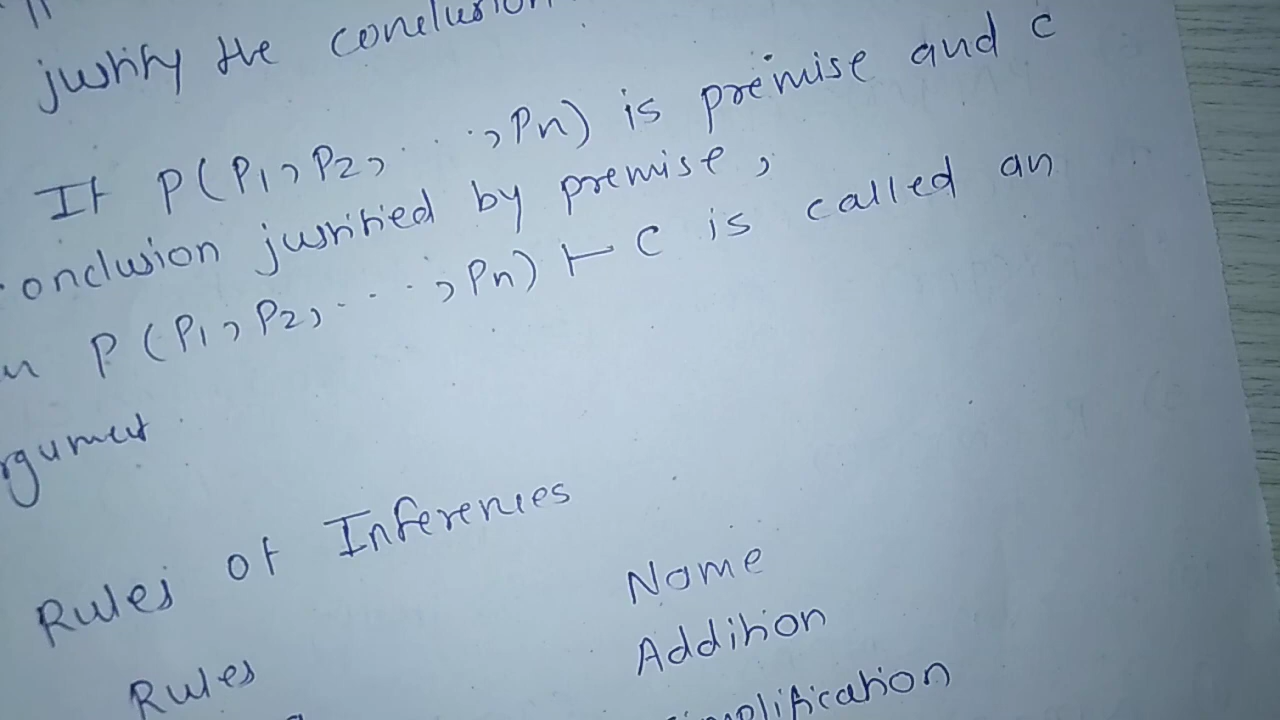 justify the conclusion
If P(P1, P2, ...., Pn) is premise and C
onclusion justified by premise,
P (P1, P2, ...., Pn) ⊢ C is called an
rgument
Rules of Inferences
Rules Name
Addition
implification